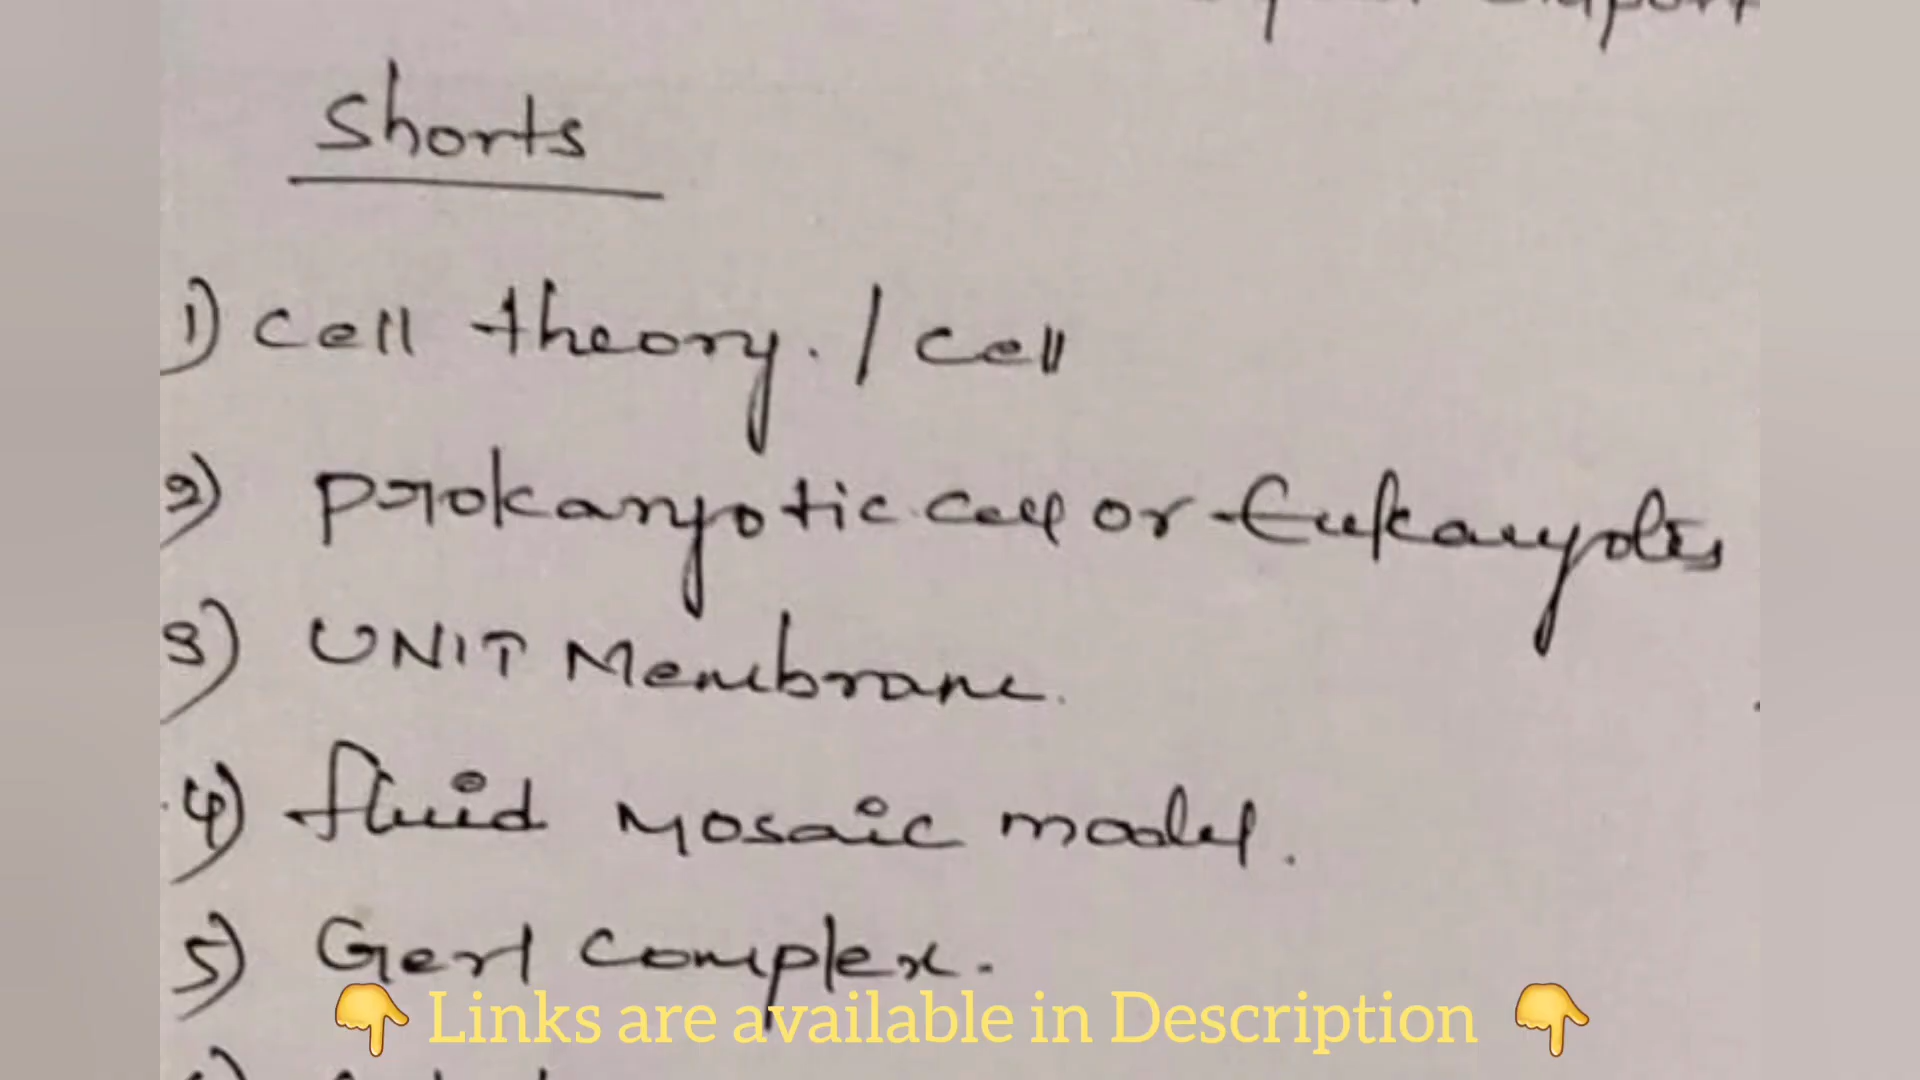 Shorts
1) Cell theory. / Cell
2) Prokaryotic cell or Eukaryotes
3) UNIT Membrane.
4) fluid Mosaic model.
5) Gerl Complex.
👇 Links are available in Description 👇